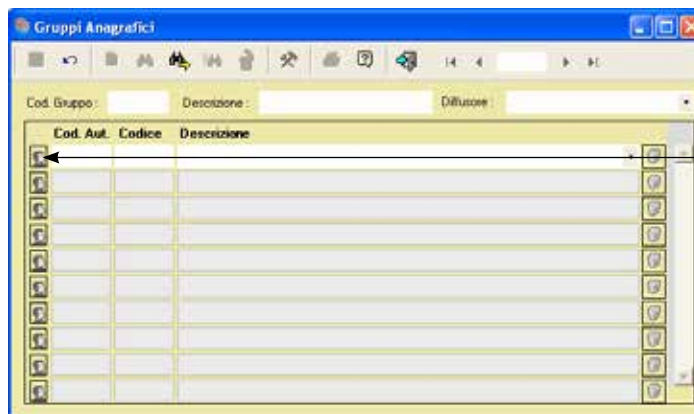 Gruppi Anagrafici
Cod. Gruppo : Descrizione : Diffusore :
Cod. Aut. Codice Descrizione